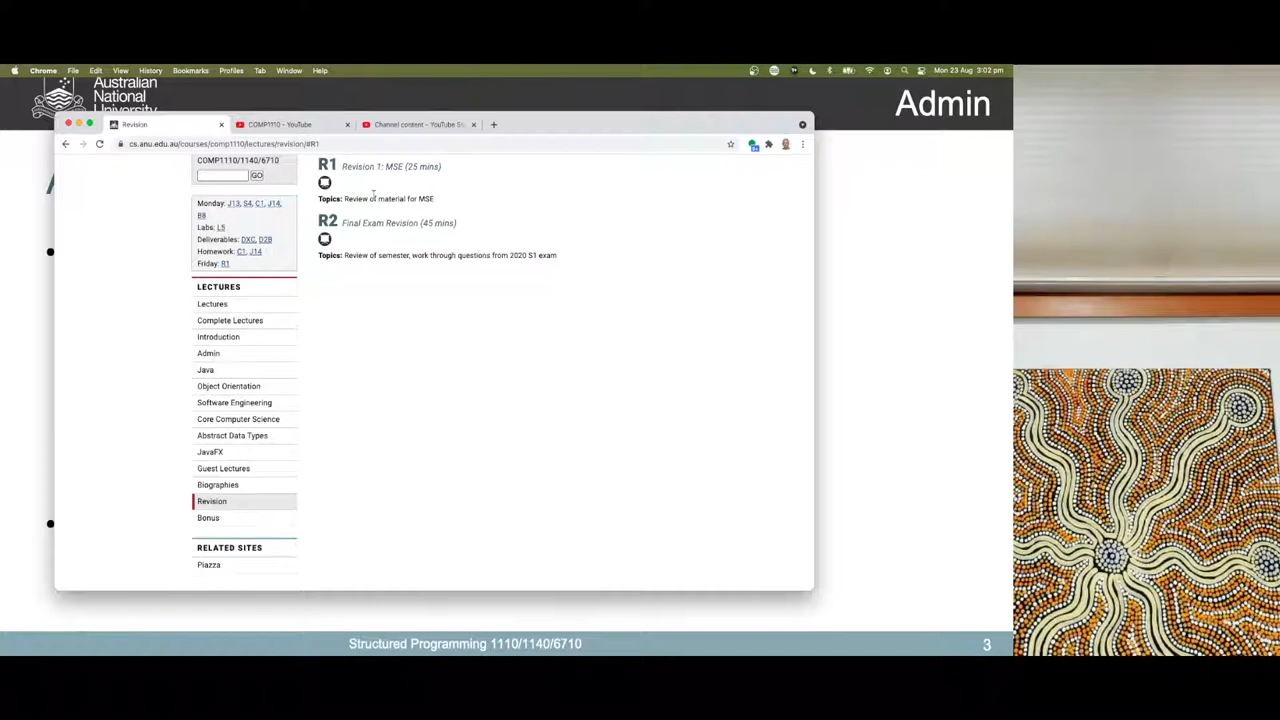 Chrome File Edit View History Bookmarks Profiles Tab Window Help Mon 23 Aug 3:02 pm
Australian
National
University
Admin
Revision
COMP1110 - YouTube
Channel content - YouTube St
cs.anu.edu.au/courses/comp1110/lectures/revision/#R1
COMP1110/1140/6710
GO
Monday: J13, S4, C1, J14,
B8
Labs: L5
Deliverables: DXC, D2B
Homework: C1, J14
Friday: R1
LECTURES
Lectures
Complete Lectures
Introduction
Admin
Java
Object Orientation
Software Engineering
Core Computer Science
Abstract Data Types
JavaFX
Guest Lectures
Biographies
Revision
Bonus
RELATED SITES
Piazza
R1 Revision 1: MSE (25 mins)
Topics: Review of material for MSE
R2 Final Exam Revision (45 mins)
Topics: Review of semester, work through questions from 2020 S1 exam
Structured Programming 1110/1140/6710
3